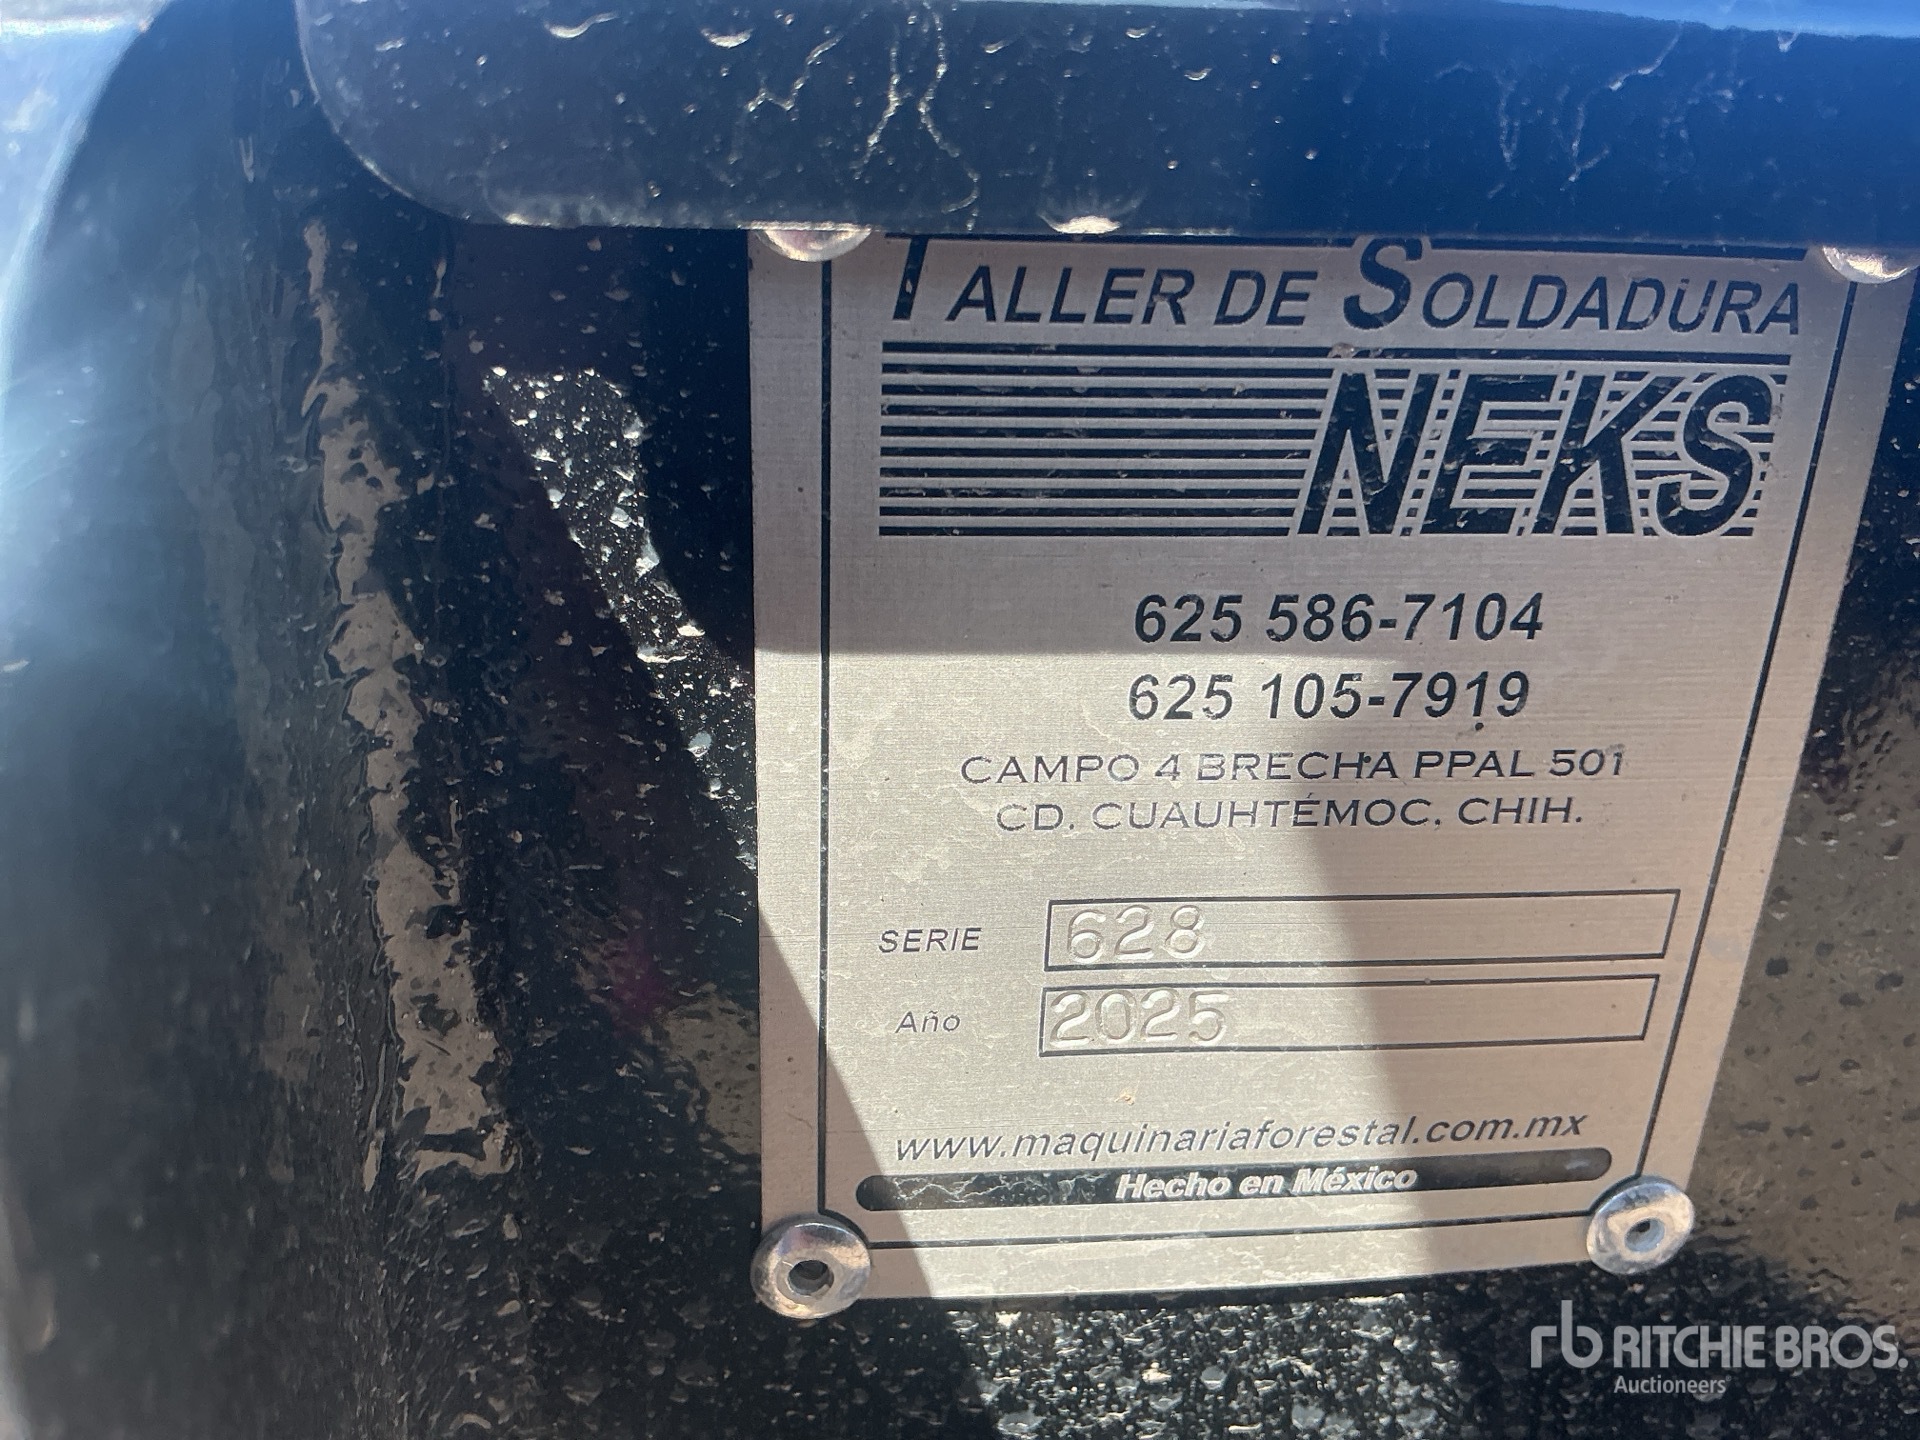 TALLER DE SOLDADURA
NEKS
625 586-7104
625 105-7919
CAMPO 4 BRECHA PPAL 501
CD. CUAUHTÉMOC, CHIH.
SERIE 628
Año 2025
www.maquinariaforestal.com.mx
Hecho en México
rb RITCHIE BROS.
Auctioneers